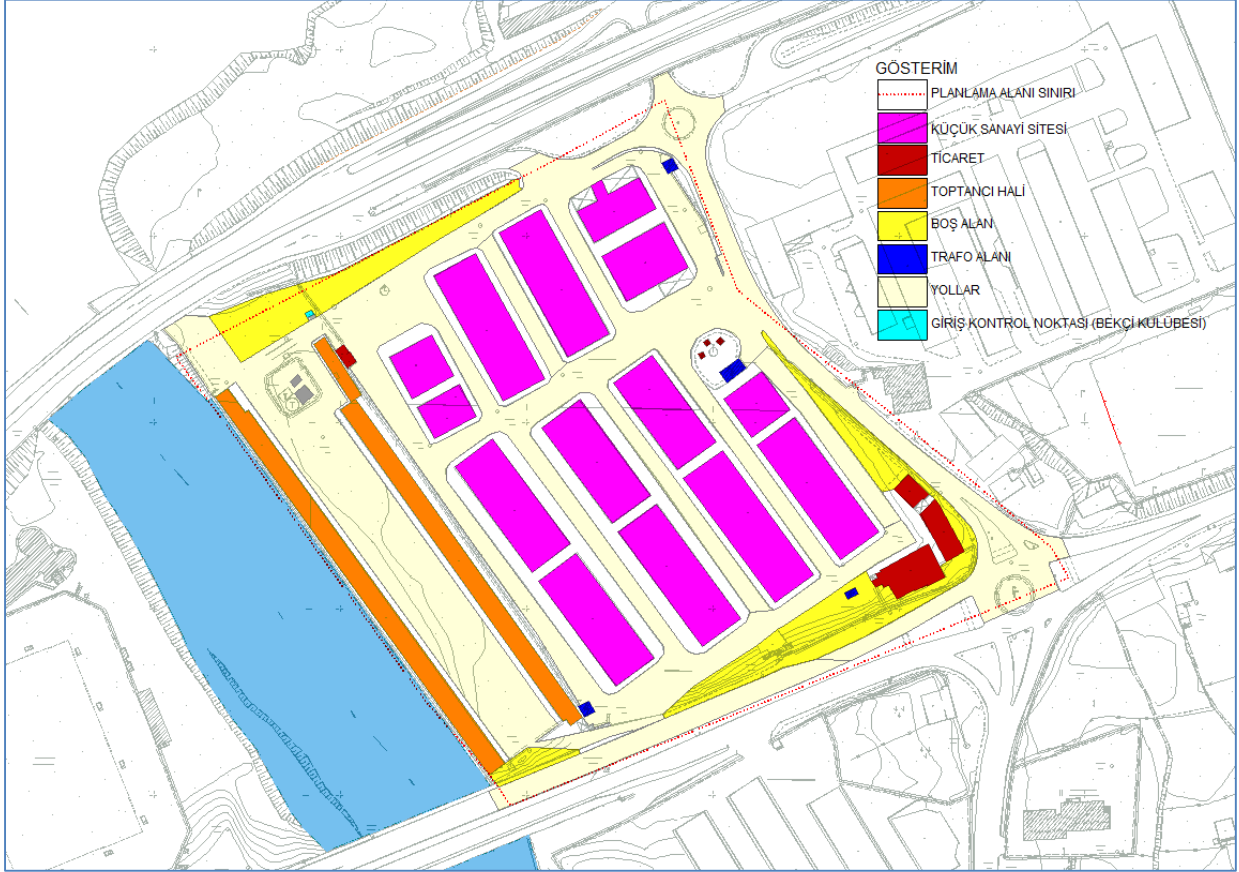 GÖSTERİM
PLANLAMA ALANI SINIRI
KÜÇÜK SANAYİ SİTESİ
TİCARET
TOPTANCI HALİ
BOŞ ALAN
TRAFO ALANI
YOLLAR
GİRİŞ KONTROL NOKTASI (BEKÇİ KULÜBESİ)